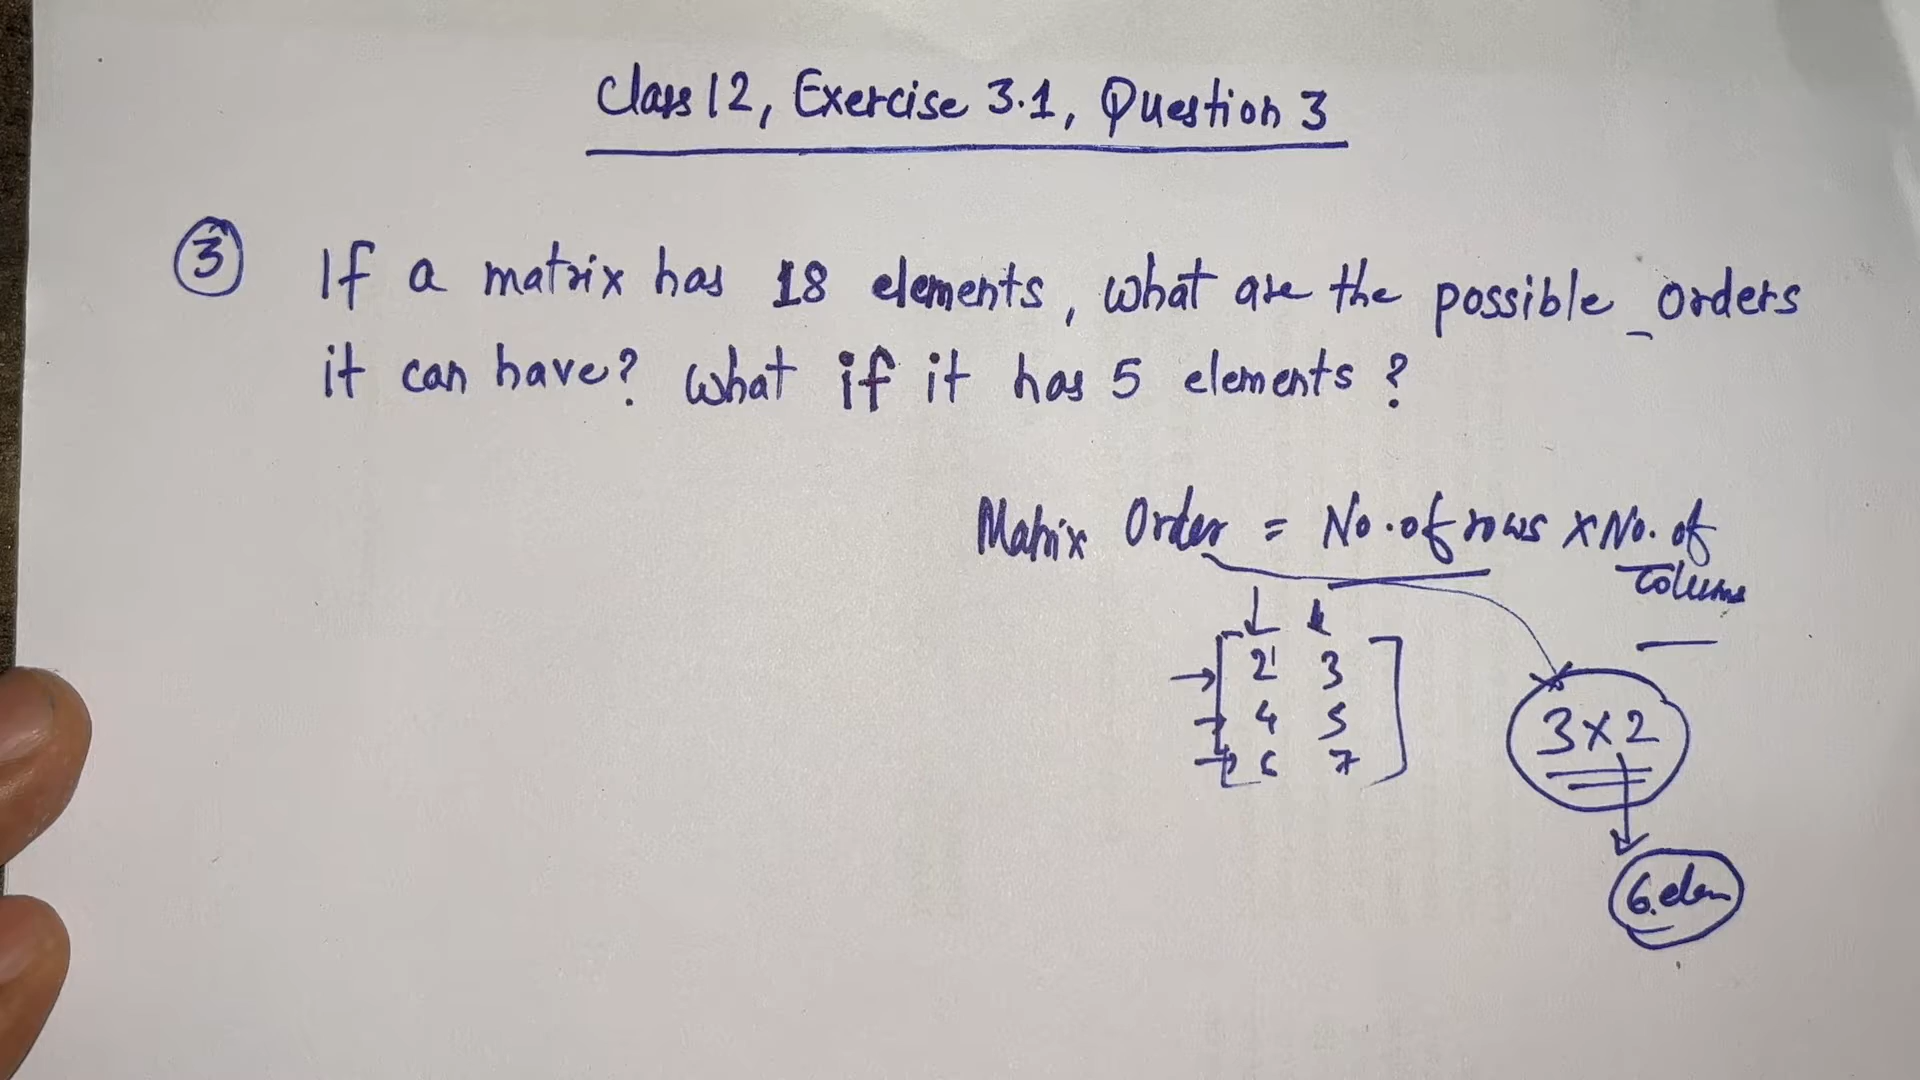 Class 12, Exercise 3.1, Question 3
3 If a matrix has 18 elements, what are the possible orders
it can have? What if it has 5 elements?
Matrix Order = No. of rows x No. of
2 3
4 5
6 7
3x2
6.elem